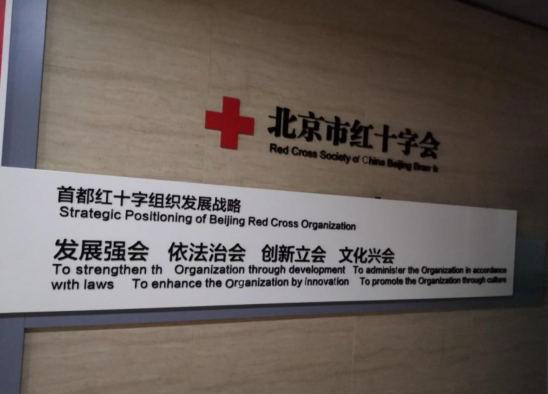 北京市红十字会
Red Cross Society of China Beijing
首都红十字组织发展战略
Strategic Positioning of Beijing Red Cross Organization
发展强会 依法治会 创新立会 文化兴会
To strengthen th Organization through development To administer the Organization in accordance
with laws To enhance the Organization by innovation To promote the Organization through culture